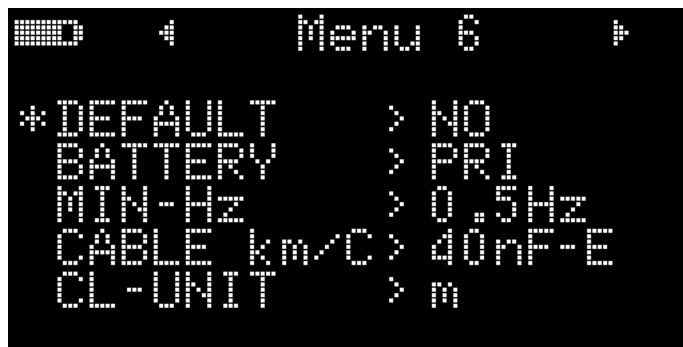 Menu 6
*DEFAULT > NO
BATTERY > PRI
MIN-Hz > 0.5Hz
CABLE km/C> 40nF-E
CL-UNIT > m